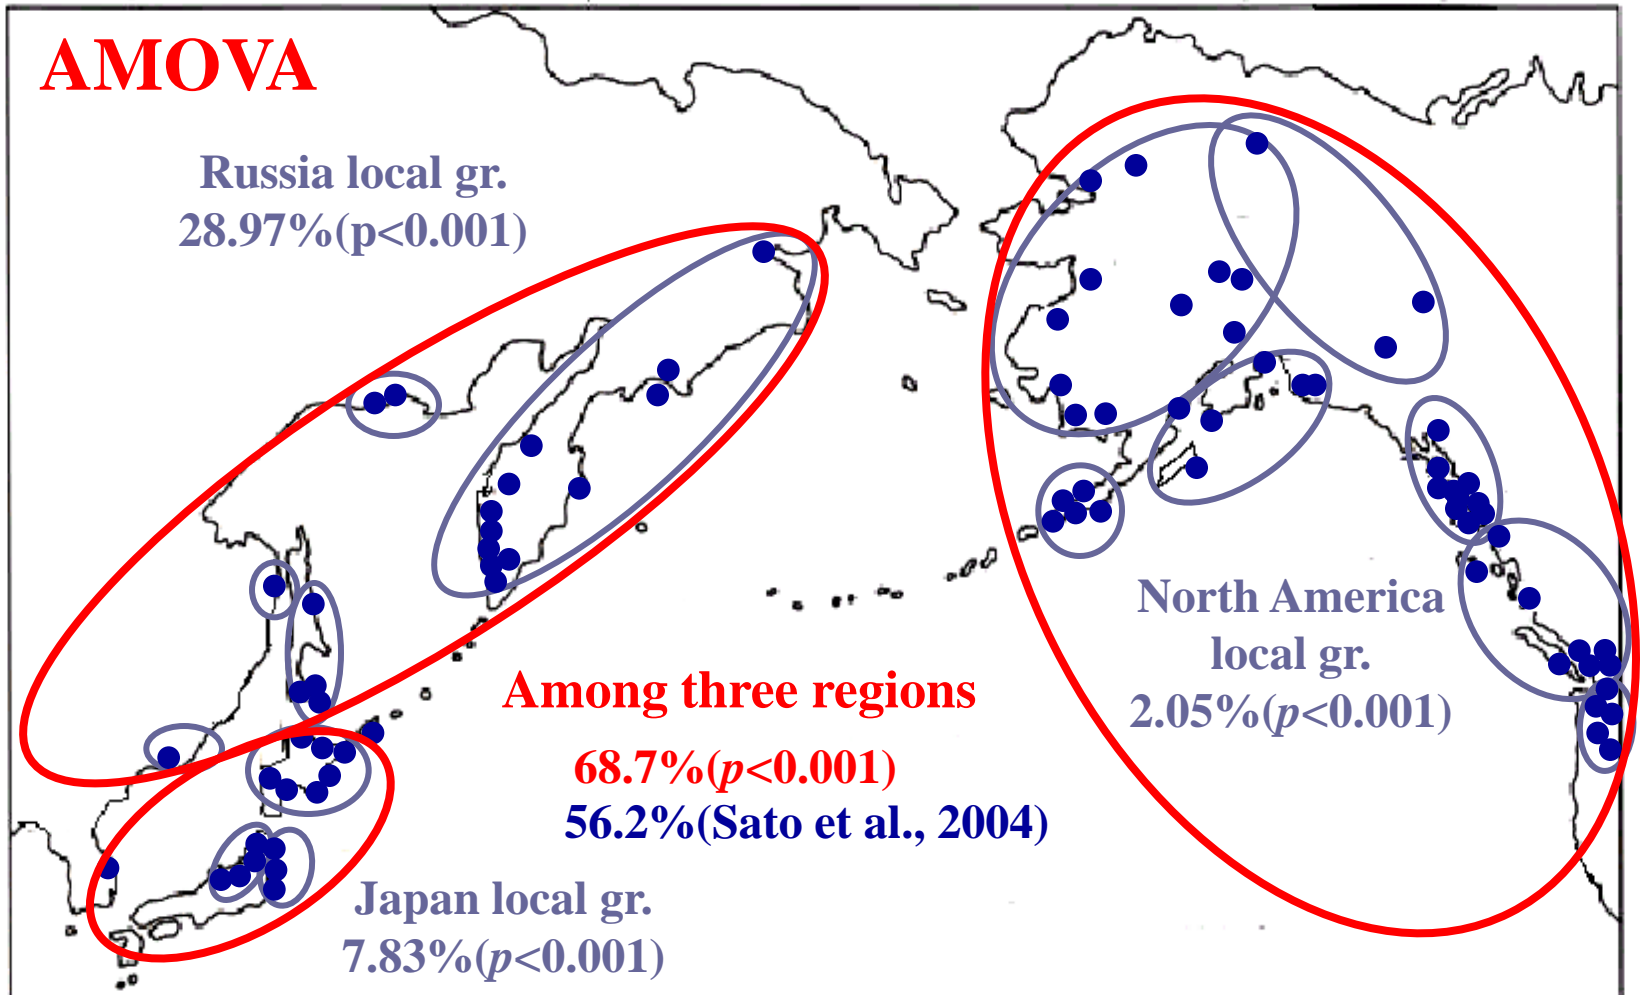 AMOVA
Russia local gr.
28.97%(p<0.001)
North America
local gr.
2.05%(p<0.001)
Among three regions
68.7%(p<0.001)
56.2%(Sato et al., 2004)
Japan local gr.
7.83%(p<0.001)